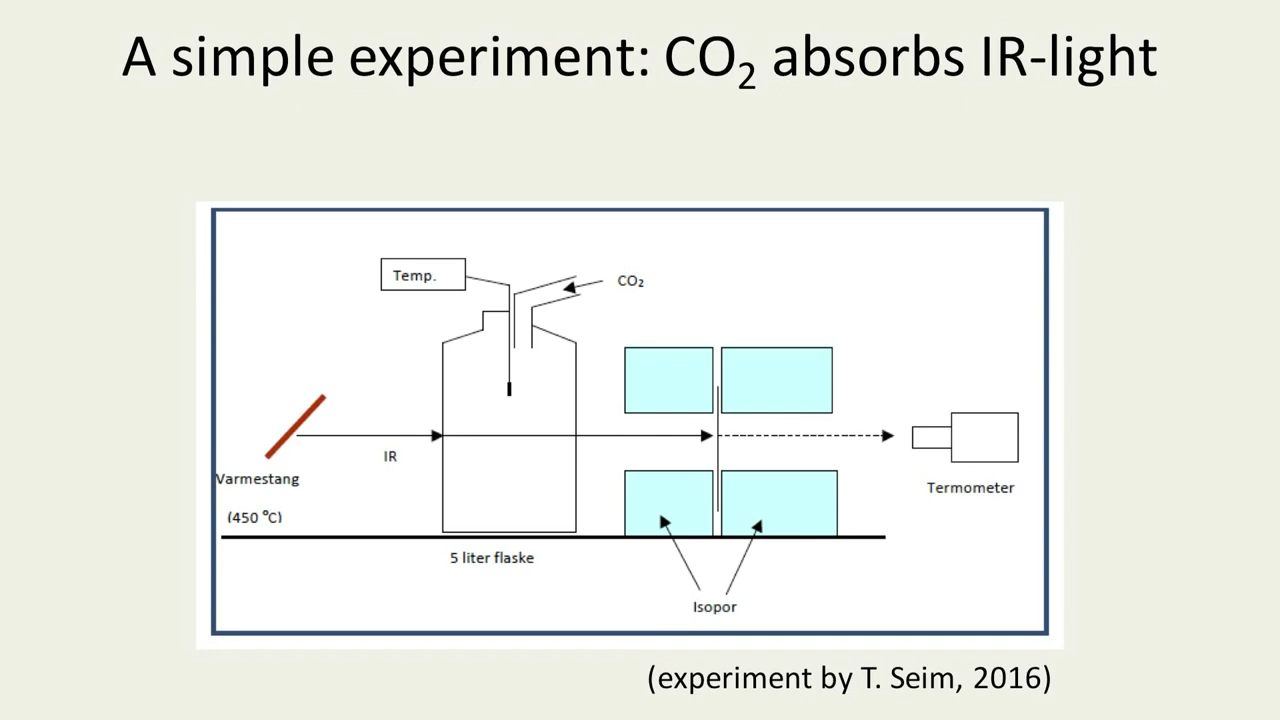 A simple experiment: CO₂ absorbs IR-light
Temp.
CO₂
IR
Varmestang
(450 °C)
Termometer
5 liter flaske
Isopor
(experiment by T. Seim, 2016)